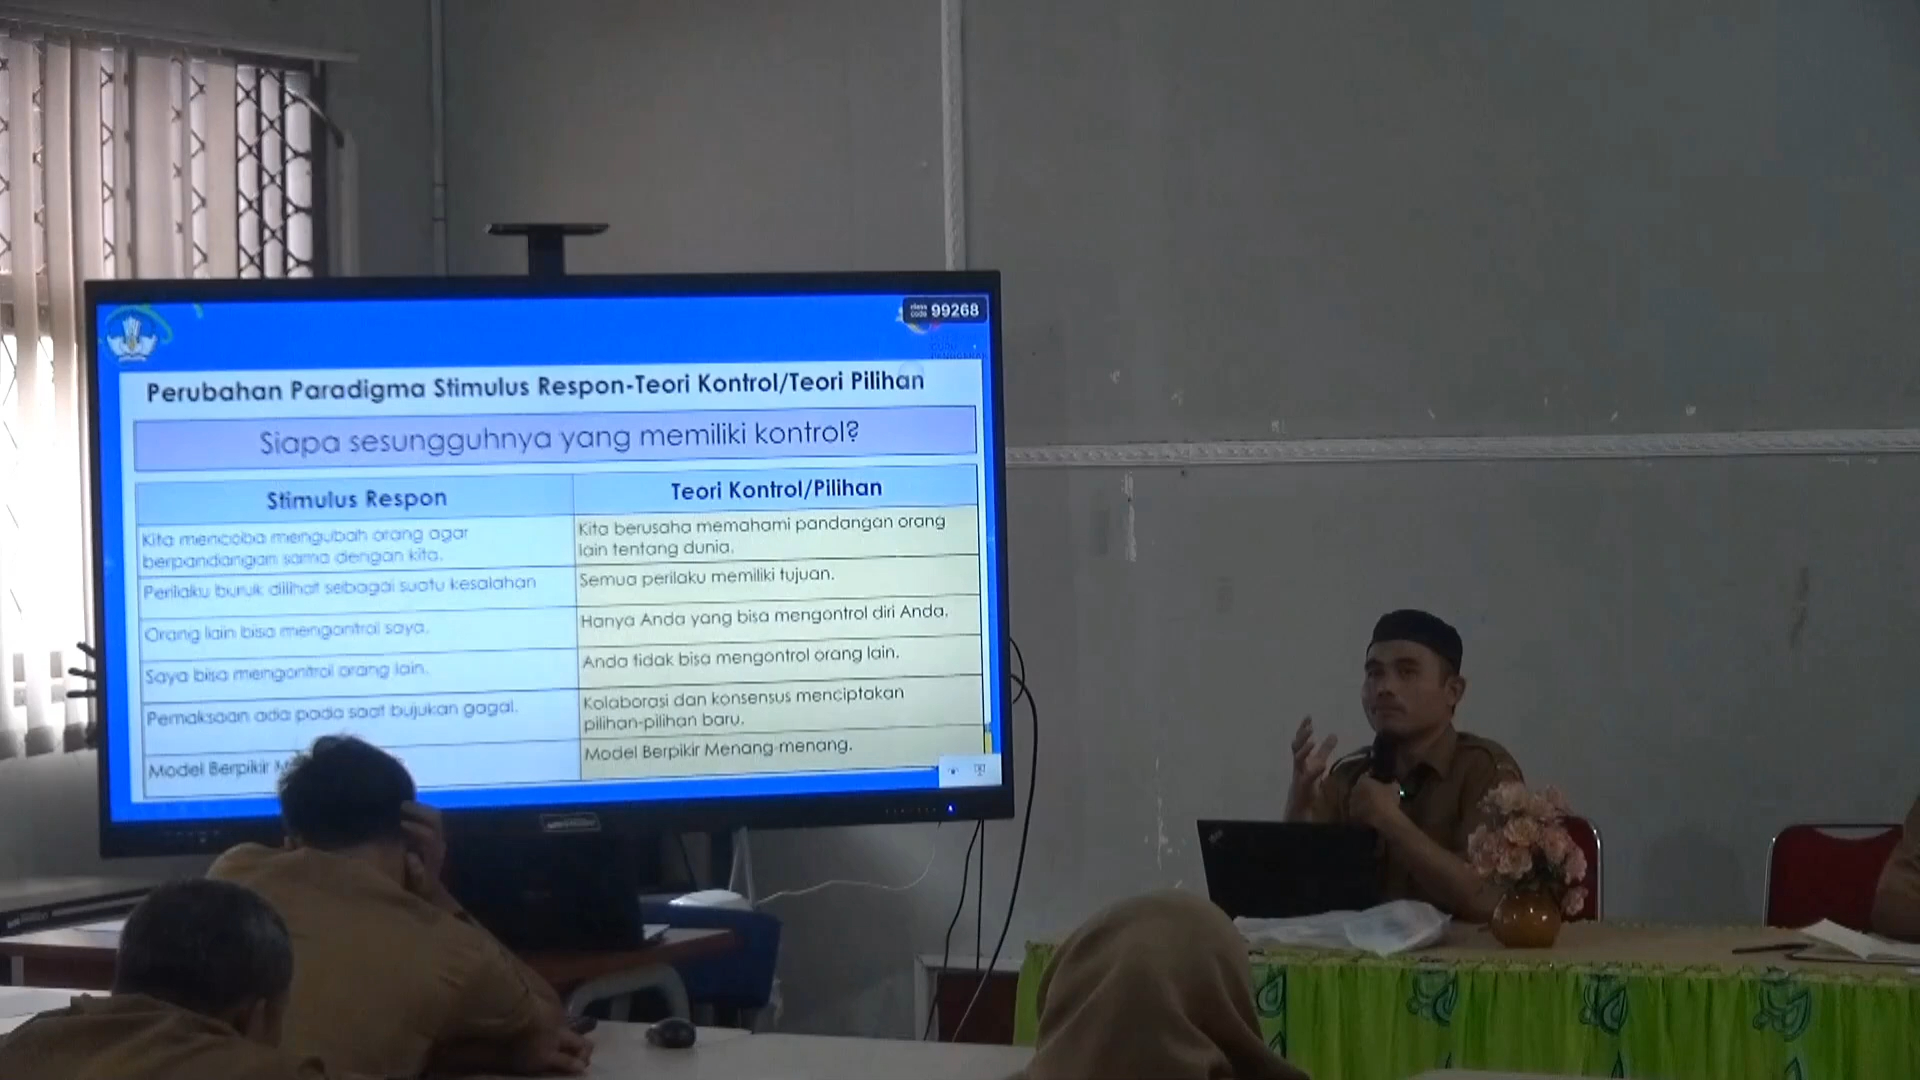 class code 99268
Perubahan Paradigma Stimulus Respon-Teori Kontrol/Teori Pilihan
Siapa sesungguhnya yang memiliki kontrol?
Stimulus Respon
Teori Kontrol/Pilihan
Kita mencoba mengubah orang agar
berpandangan sama dengan kita.
Kita berusaha memahami pandangan orang
lain tentang dunia.
Perilaku buruk dilihat sebagai suatu kesalahan
Semua perilaku memiliki tujuan.
Orang lain bisa mengontrol saya.
Hanya Anda yang bisa mengontrol diri Anda.
Saya bisa mengontrol orang lain.
Anda tidak bisa mengontrol orang lain.
Pemaksaan ada pada saat bujukan gagal.
Kolaborasi dan konsensus menciptakan
pilihan-pilihan baru.
Model Berpikir
Model Berpikir Menang-menang.